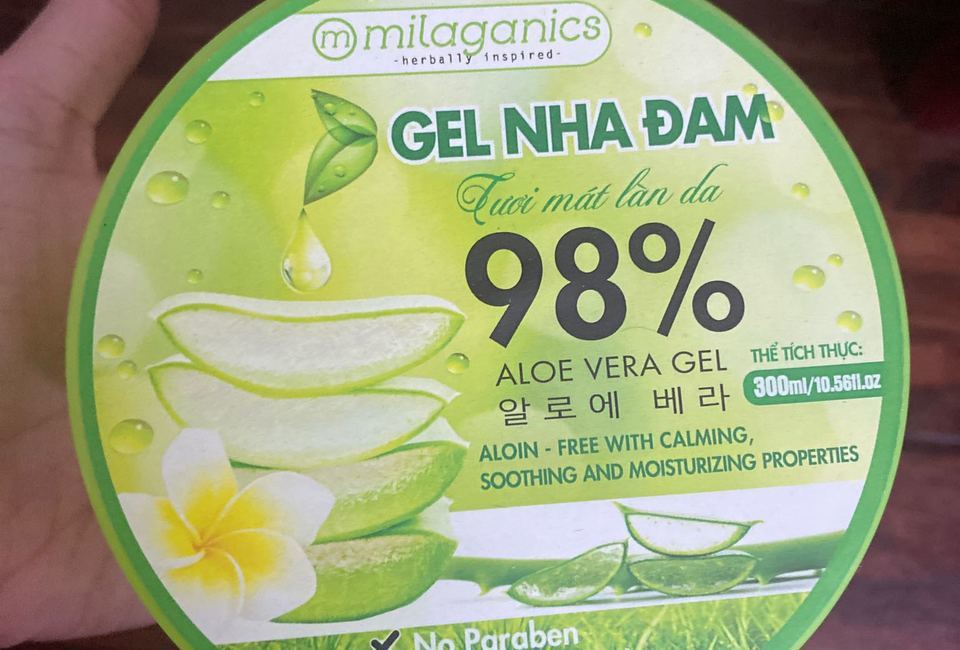 m milaganics
-herbally inspired-
GEL NHA ĐAM
Tươi mát làn da
98%
ALOE VERA GEL
알로에 베라
THỂ TÍCH THỰC:
300ml/10.56fl.oz
ALOIN - FREE WITH CALMING,
SOOTHING AND MOISTURIZING PROPERTIES
No Paraben